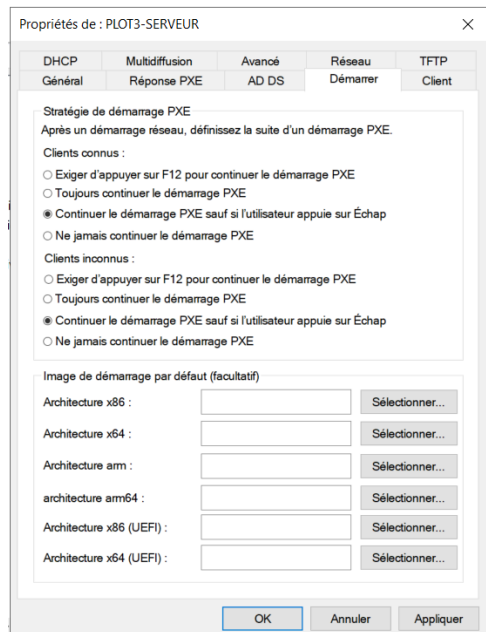 Propriétés de : PLOT3-SERVEUR
DHCP Multidiffusion Avancé Réseau TFTP
Général Réponse PXE AD DS Démarrer Client
Stratégie de démarrage PXE
Après un démarrage réseau, définissez la suite d'un démarrage PXE.
Clients connus :
Exiger d'appuyer sur F12 pour continuer le démarrage PXE
Toujours continuer le démarrage PXE
Continuer le démarrage PXE sauf si l'utilisateur appuie sur Échap
Ne jamais continuer le démarrage PXE
Clients inconnus :
Exiger d'appuyer sur F12 pour continuer le démarrage PXE
Toujours continuer le démarrage PXE
Continuer le démarrage PXE sauf si l'utilisateur appuie sur Échap
Ne jamais continuer le démarrage PXE
Image de démarrage par défaut (facultatif)
Architecture x86 : Sélectionner...
Architecture x64 : Sélectionner...
Architecture arm : Sélectionner...
architecture arm64 : Sélectionner...
Architecture x86 (UEFI) : Sélectionner...
Architecture x64 (UEFI) : Sélectionner...
OK Annuler Appliquer